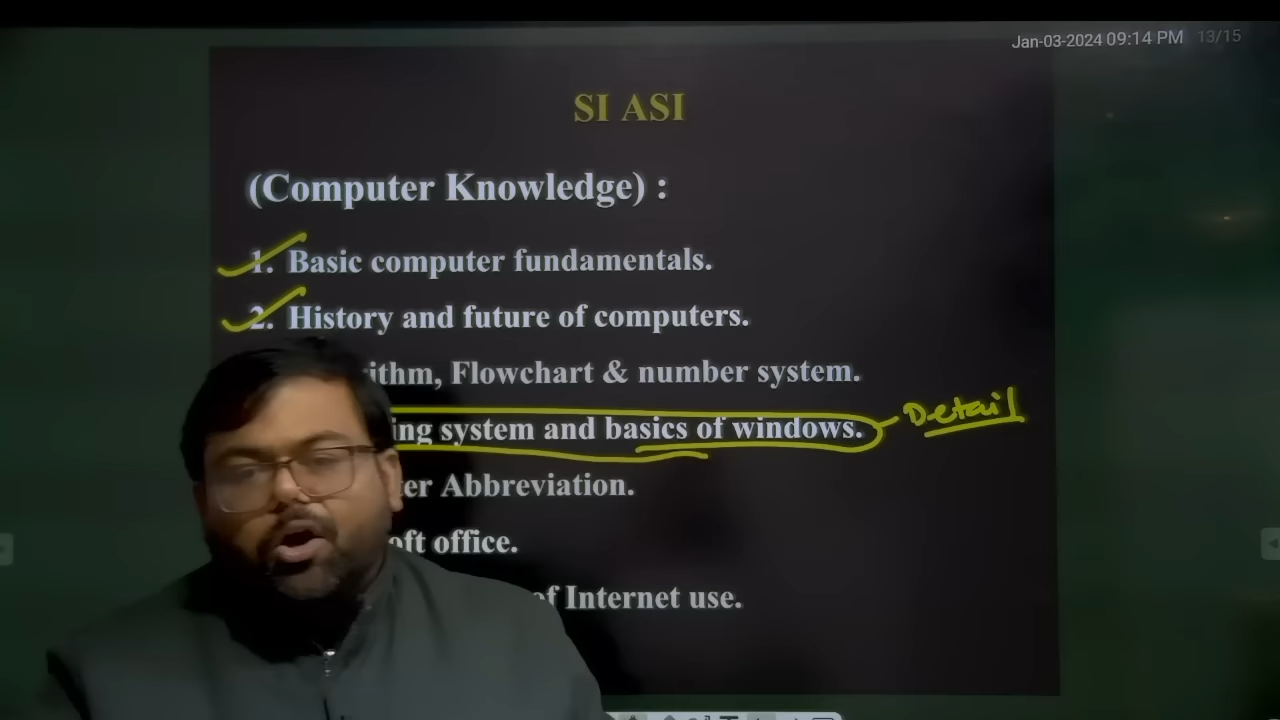 Jan-03-2024 09:14 PM 13/15
SI ASI
(Computer Knowledge) :
1. Basic computer fundamentals.
2. History and future of computers.
ithm, Flowchart & number system.
ing system and basics of windows.
Detail
ter Abbreviation.
oft office.
of Internet use.